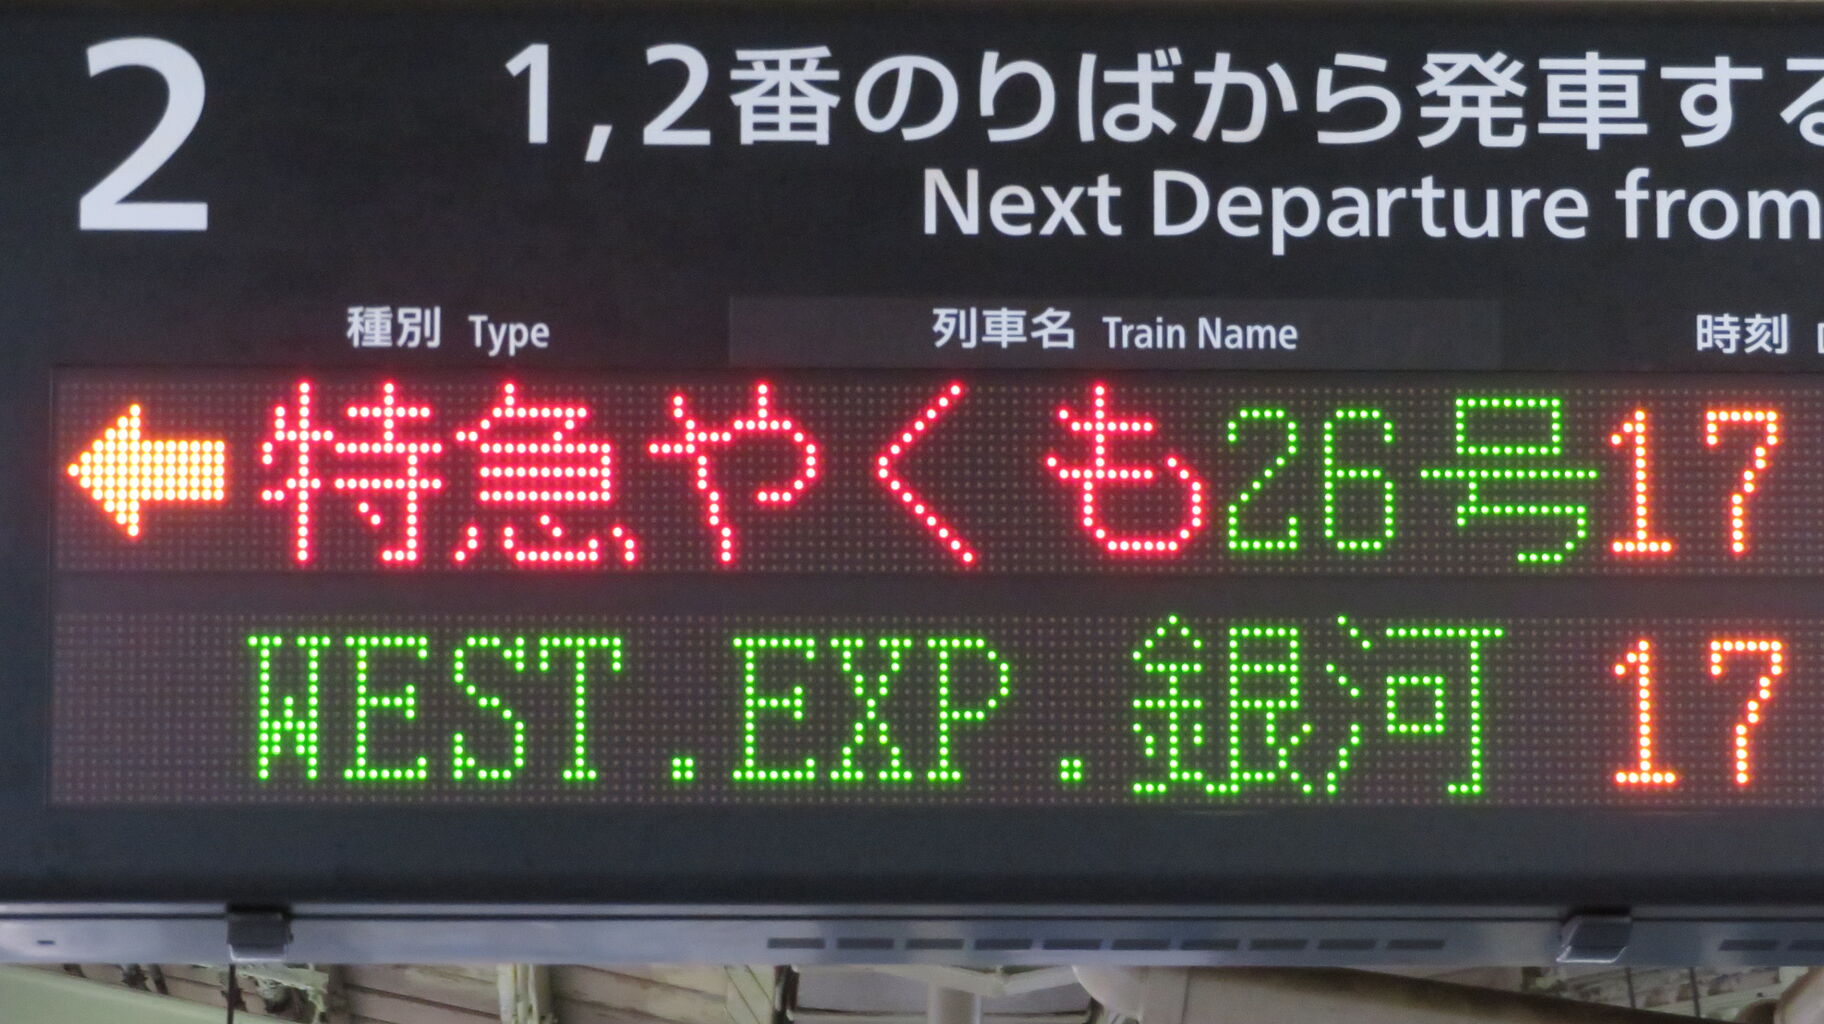 2
1,2番のりばから発車する
Next Departure from
種別 Type 列車名 Train Name 時刻
特急やくも26号 17
WEST.EXP.銀河 17